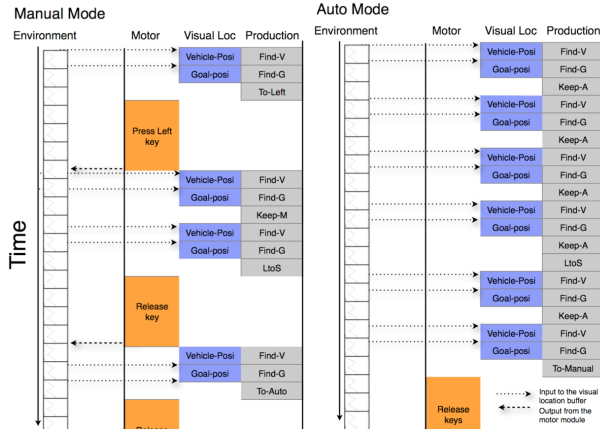 Manual Mode
Environment Motor Visual Loc Production
Vehicle-Posi Find-V
Goal-posi Find-G
To-Left
Press Left
key
Vehicle-Posi Find-V
Goal-posi Find-G
Keep-M
Vehicle-Posi Find-V
Goal-posi Find-G
LtoS
Release
key
Vehicle-Posi Find-V
Goal-posi Find-G
To-Auto
Time
Auto Mode
Environment Motor Visual Loc Production
Vehicle-Posi Find-V
Goal-posi Find-G
Keep-A
Vehicle-Posi Find-V
Goal-posi Find-G
Keep-A
Vehicle-Posi Find-V
Goal-posi Find-G
Keep-A
Vehicle-Posi Find-V
Goal-posi Find-G
Keep-A
LtoS
Vehicle-Posi Find-V
Goal-posi Find-G
Keep-A
Vehicle-Posi Find-V
Goal-posi Find-G
To-Manual
Release
keys
Input to the visual
location buffer
Output from the
motor module